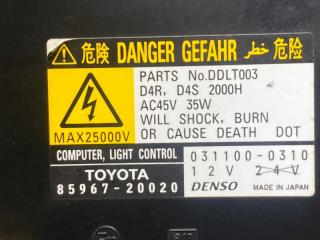 危険 DANGER GEFAHR خطر 危险
PARTS No.DDLT003
D4R, D4S 2000H
AC45V 35W
WILL SHOCK, BURN
OR CAUSE DEATH DOT
MAX25000V
COMPUTER, LIGHT CONTROL
031100-0310
12V 24V
TOYOTA
85967-20020
DENSO MADE IN JAPAN